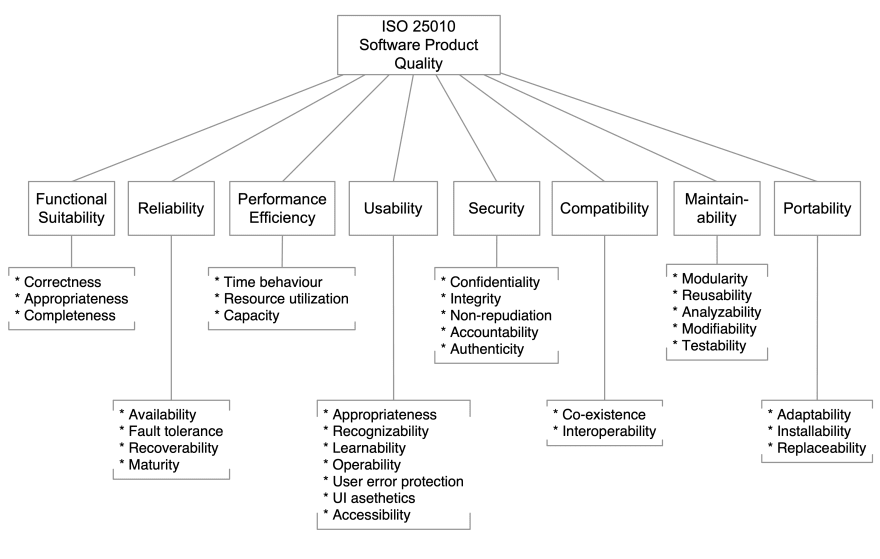 ISO 25010
Software Product
Quality
Functional
Suitability
Reliability
Performance
Efficiency
Usability
Security
Compatibility
Maintain-
ability
Portability
* Correctness
* Appropriateness
* Completeness
* Time behaviour
* Resource utilization
* Capacity
* Confidentiality
* Integrity
* Non-repudiation
* Accountability
* Authenticity
* Modularity
* Reusability
* Analyzability
* Modifiability
* Testability
* Availability
* Fault tolerance
* Recoverability
* Maturity
* Appropriateness
* Recognizability
* Learnability
* Operability
* User error protection
* UI asethetics
* Accessibility
* Co-existence
* Interoperability
* Adaptability
* Installability
* Replaceability